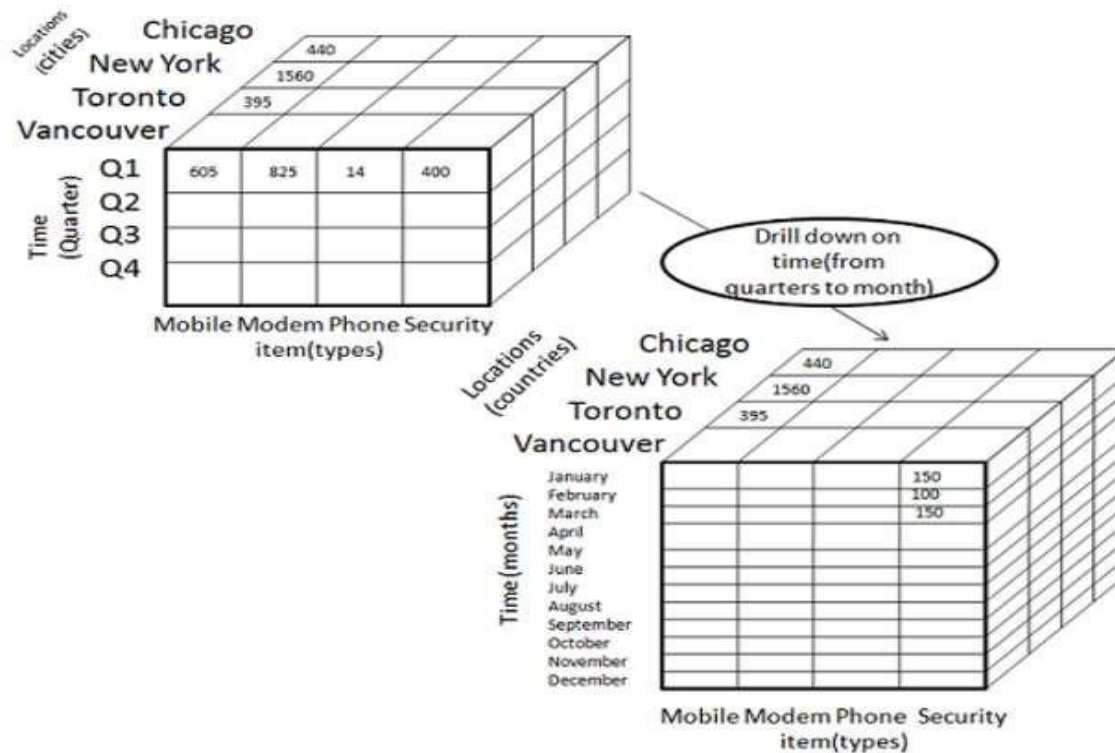 Locations
(cities)
Chicago
New York
Toronto
Vancouver
440
1560
395
Time
(Quarter)
Q1
Q2
Q3
Q4
605 825 14 400
Mobile Modem Phone Security
item(types)
Drill down on
time(from
quarters to month)
Locations
(countries)
Chicago
New York
Toronto
Vancouver
440
1560
395
Time(months)
January 150
February 100
March 150
April
May
June
July
August
September
October
November
December
Mobile Modem Phone Security
item(types)